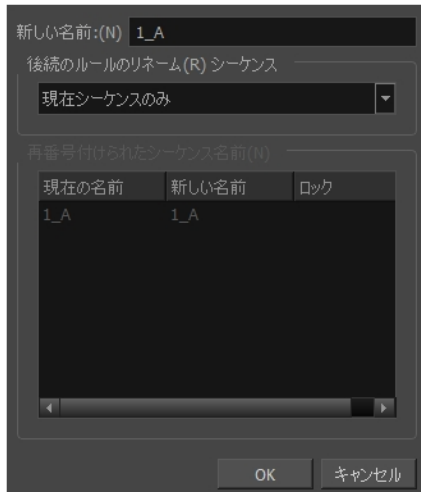 新しい名前:(N) 1_A
後続のルールのリネーム(R) シーケンス
現在シーケンスのみ
再番号付けられたシーケンス名前(N)
現在の名前 新しい名前 ロック
1_A 1_A
OK キャンセル